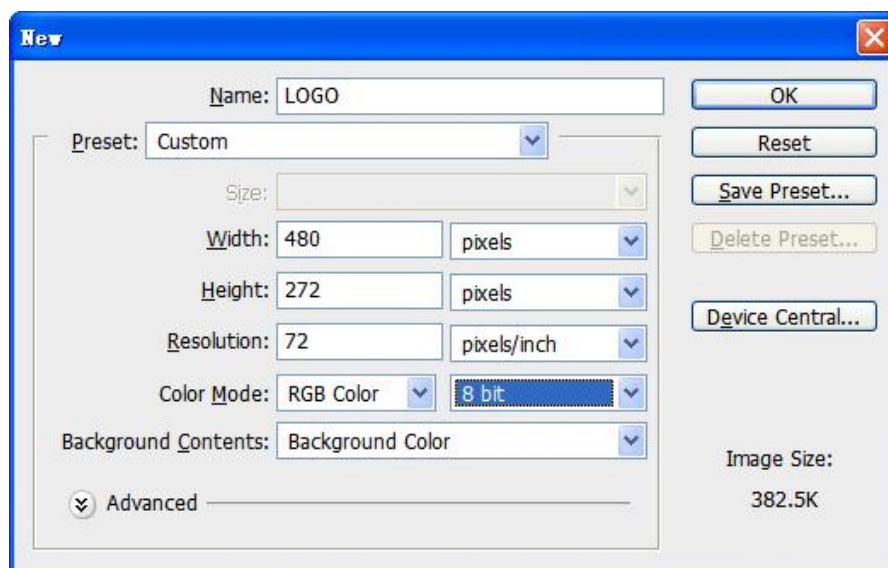 New
Name: LOGO
OK
Preset: Custom
Reset
Size:
Save Preset...
Width: 480 pixels
Delete Preset...
Height: 272 pixels
Device Central...
Resolution: 72 pixels/inch
Color Mode: RGB Color 8 bit
Background Contents: Background Color
Image Size:
Advanced
382.5K